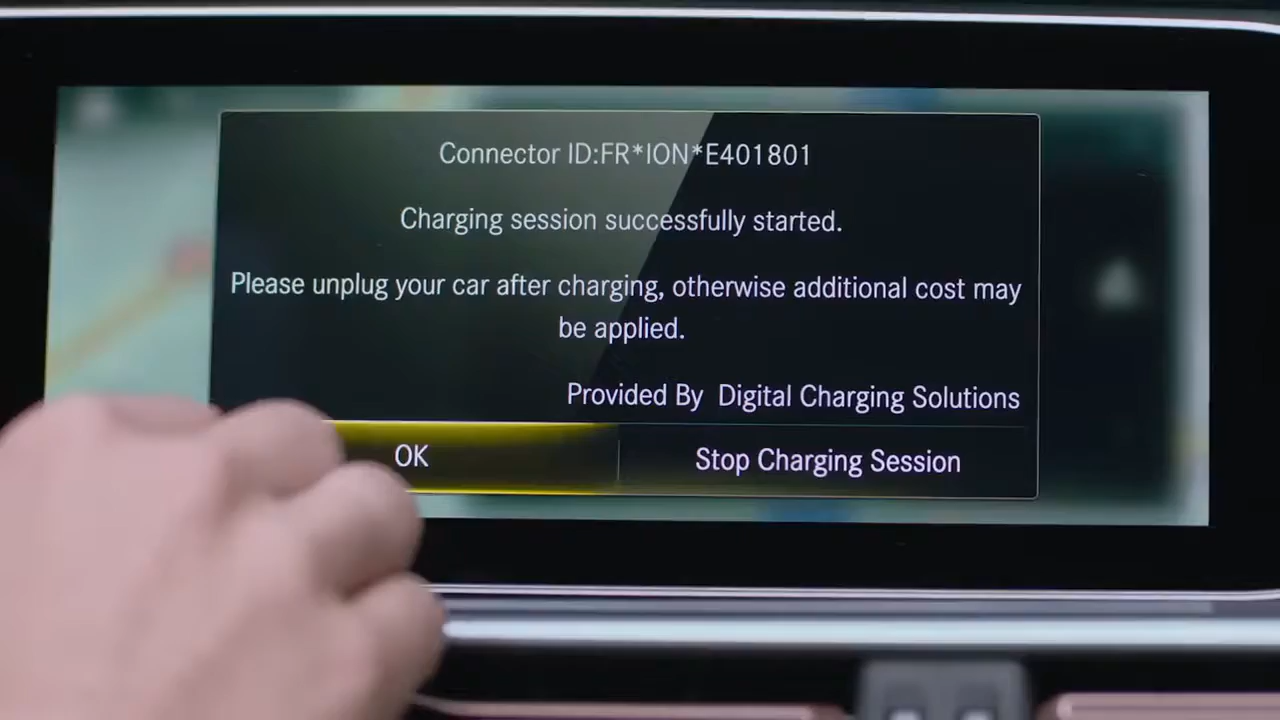 Connector ID:FR*ION*E401801
Charging session successfully started.
Please unplug your car after charging, otherwise additional cost may
be applied.
Provided By Digital Charging Solutions
OK
Stop Charging Session